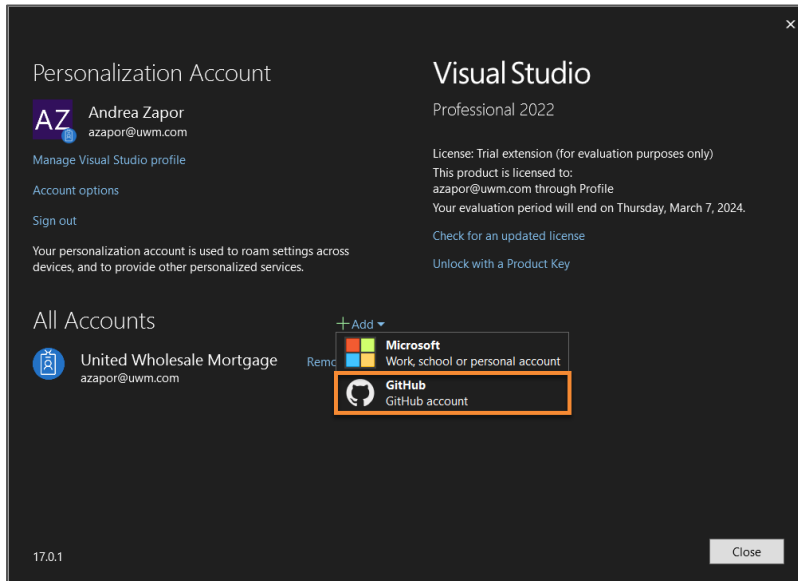 Personalization Account
AZ
Andrea Zapor
azapor@uwm.com
Manage Visual Studio profile
Account options
Sign out
Your personalization account is used to roam settings across
devices, and to provide other personalized services.
Visual Studio
Professional 2022
License: Trial extension (for evaluation purposes only)
This product is licensed to:
azapor@uwm.com through Profile
Your evaluation period will end on Thursday, March 7, 2024.
Check for an updated license
Unlock with a Product Key
All Accounts
Add
United Wholesale Mortgage
azapor@uwm.com
Remo
Microsoft
Work, school or personal account
GitHub
GitHub account
17.0.1
Close